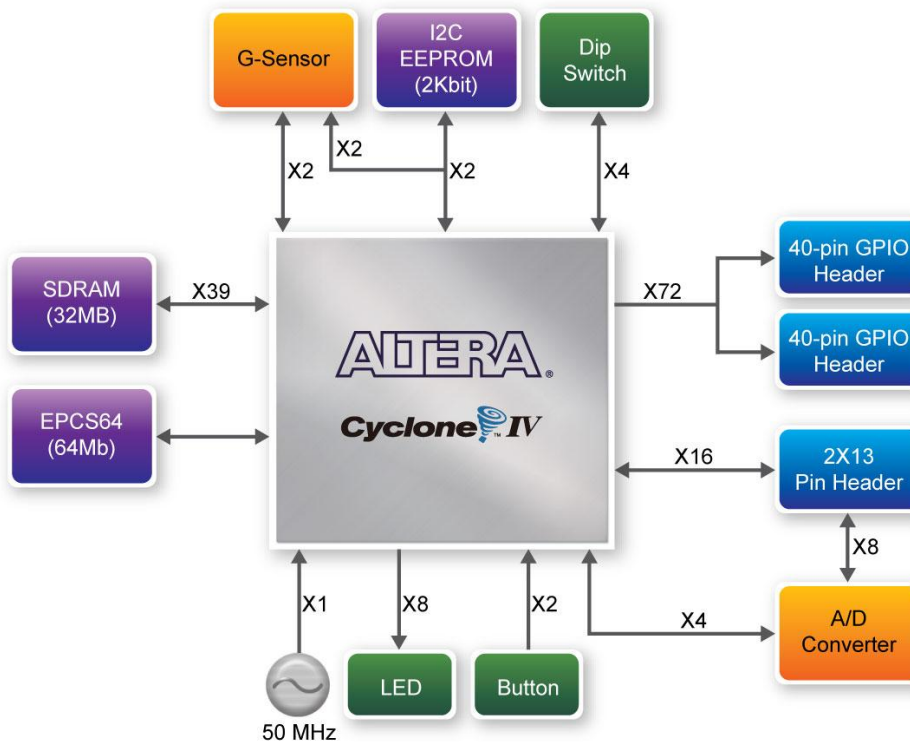 G-Sensor
I2C
EEPROM
(2Kbit)
Dip
Switch
X2
X2
X2
X4
SDRAM
(32MB)
X39
X72
40-pin GPIO
Header
40-pin GPIO
Header
ALTERA®
Cyclone™ IV
EPCS64
(64Mb)
X16
2X13
Pin Header
X8
X1
X8
X2
X4
A/D
Converter
50 MHz
LED
Button